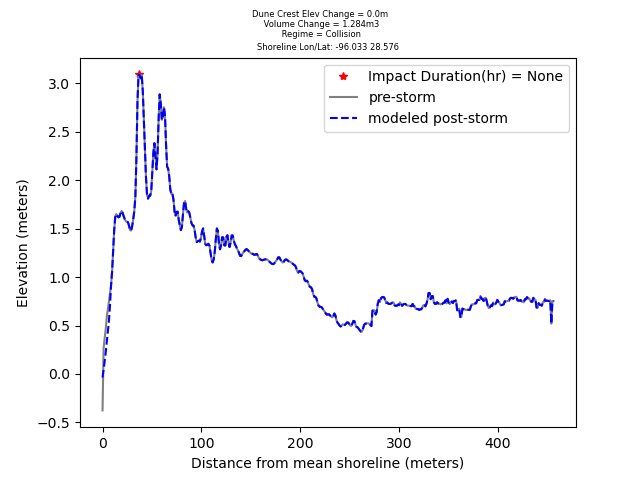 Dune Crest Elev Change = 0.0m
Volume Change = 1.284m3
Regime = Collision
Shoreline Lon/Lat: -96.033 28.576
Impact Duration(hr) = None
pre-storm
modeled post-storm
Elevation (meters)
3.0
2.5
2.0
1.5
1.0
0.5
0.0
−0.5
0 100 200 300 400
Distance from mean shoreline (meters)